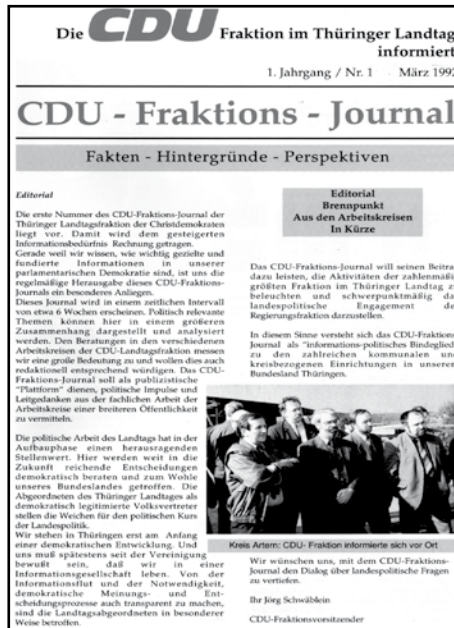 Die CDU Fraktion im Thüringer Landtag
informiert
1. Jahrgang / Nr. 1 März 1992
CDU - Fraktions - Journal
Fakten - Hintergründe - Perspektiven
Editorial
Die erste Nummer des CDU-Fraktions-Journal der
Thüringer Landtagsfraktion der Christdemokraten
liegt vor. Damit wird dem gesteigerten
Informationsbedürfnis Rechnung getragen.
Gerade weil wir wissen, wie wichtig gezielte und
fundierte Informationen in unserer
parlamentarischen Demokratie sind, ist uns die
regelmäßige Herausgabe dieses CDU-Fraktions-
Journals ein besonderes Anliegen.
Dieses Journal wird in einem zeitlichen Intervall
von etwa 6 Wochen erscheinen. Politisch relevante
Themen können hier in einem größeren
Zusammenhang dargestellt und analysiert
werden. Den Beratungen in den verschiedenen
Arbeitskreisen der CDU-Landtagsfraktion messen
wir eine große Bedeutung zu und wollen dies auch
redaktionell entsprechend würdigen. Das CDU-
Fraktions-Journal soll als publizistische
"Plattform" dienen, politische Impulse und
Leitgedanken aus der fachlichen Arbeit der
Arbeitskreise einer breiteren Öffentlichkeit
zu vermitteln.
Die politische Arbeit des Landtags hat in der
Aufbauphase einen herausragenden
Stellenwert. Hier werden weit in die
Zukunft reichende Entscheidungen
demokratisch beraten und zum Wohle
unseres Bundeslandes getroffen. Die
Abgeordneten des Thüringer Landtages als
demokratisch legitimierte Volksvertreter
stellen die Weichen für den politischen Kurs
der Landespolitik.
Wir stehen in Thüringen erst am Anfang
einer demokratischen Entwicklung. Und
uns muß spätestens seit der Vereinigung
bewußt sein, daß wir in einer
Informationsgesellschaft leben. Von der
Informationsflut und der Notwendigkeit,
demokratische Meinungs- und Ent-
scheidungsprozesse auch transparent zu machen,
sind die Landtagsabgeordneten in besonderer
Weise betroffen.
Editorial
Brennpunkt
Aus den Arbeitskreisen
In Kürze
Das CDU-Fraktions-Journal will seinen Beitrag
dazu leisten, die Aktivitäten der zahlenmäßig
größten Fraktion im Thüringer Landtag zu
beleuchten und schwerpunktmäßig das
landespolitische Engagement der
Regierungsfraktion darzustellen.
In diesem Sinne versteht sich das CDU-Fraktions-
Journal als "informations-politisches Bindeglied"
zu den zahlreichen kommunalen und
kreisbezogenen Einrichtungen in unserem
Bundesland Thüringen.
Kreis Artern: CDU- Fraktion informierte sich vor Ort
Wir wünschen uns, mit dem CDU-Fraktions-
Journal den Dialog über landespolitische Fragen
zu vertiefen.
Ihr Jörg Schwäblein
CDU-Fraktionsvorsitzender